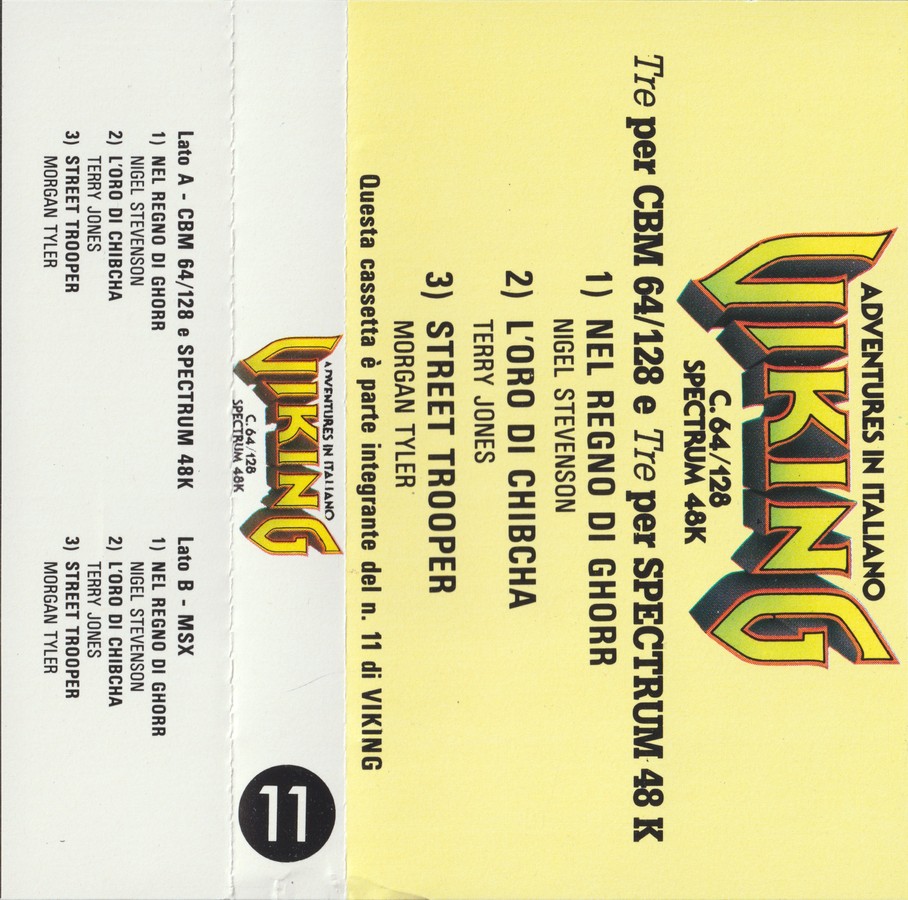 ADVENTURES IN ITALIANO
VIKING
C.64/128
SPECTRUM 48K
Tre per CBM 64/128 e Tre per SPECTRUM 48 K
1) NEL REGNO DI GHORR
NIGEL STEVENSON
2) L'ORO DI CHIBCHA
TERRY JONES
3) STREET TROOPER
MORGAN TYLER
Questa cassetta è parte integrante del n. 11 di VIKING
ADVENTURES IN ITALIANO
VIKING
C.64/128
SPECTRUM 48K
11
Lato A - CBM 64/128 e SPECTRUM 48K
1) NEL REGNO DI GHORR
NIGEL STEVENSON
2) L'ORO DI CHIBCHA
TERRY JONES
3) STREET TROOPER
MORGAN TYLER
Lato B - MSX
1) NEL REGNO DI GHORR
NIGEL STEVENSON
2) L'ORO DI CHIBCHA
TERRY JONES
3) STREET TROOPER
MORGAN TYLER